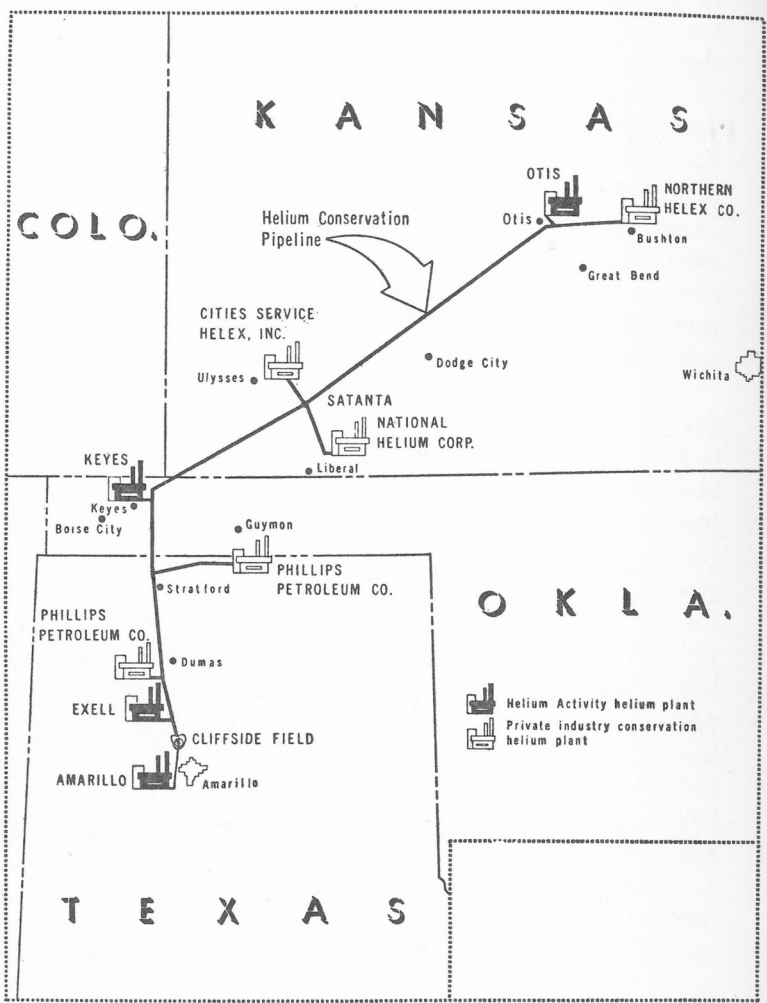 KANSAS
COLO.
OTIS
NORTHERN
HELEX CO.
Otis
Bushton
Great Bend
Helium Conservation
Pipeline
CITIES SERVICE
HELEX, INC.
Ulysses
Dodge City
Wichita
SATANTA
NATIONAL
HELIUM CORP.
Liberal
KEYES
Keyes
Boise City
Guymon
PHILLIPS
PETROLEUM CO.
Stratford
OKLA.
PHILLIPS
PETROLEUM CO.
Dumas
EXELL
CLIFFSIDE FIELD
AMARILLO
Amarillo
Helium Activity helium plant
Private industry conservation
helium plant
TEXAS